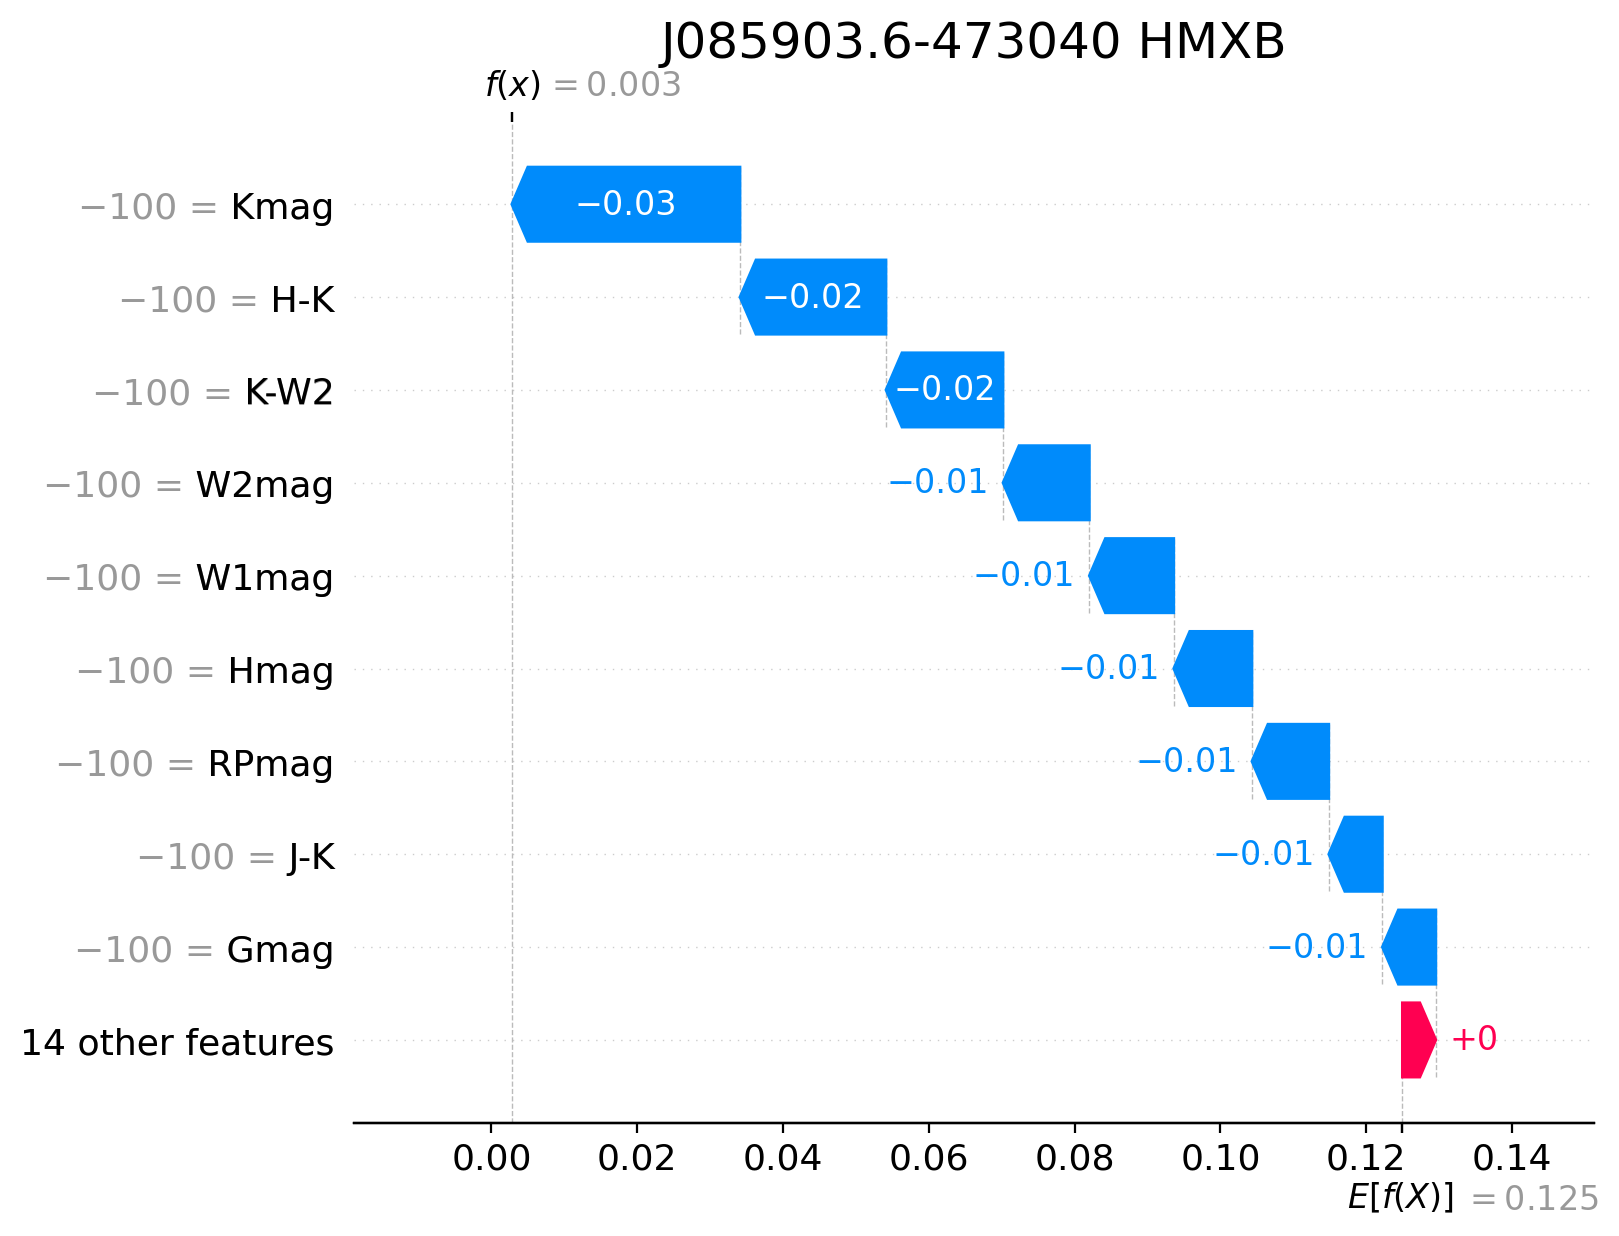 J085903.6-473040 HMXB
f(x) = 0.003
−100 = Kmag −0.03
−100 = H-K −0.02
−100 = K-W2 −0.02
−100 = W2mag −0.01
−100 = W1mag −0.01
−100 = Hmag −0.01
−100 = RPmag −0.01
−100 = J-K −0.01
−100 = Gmag −0.01
14 other features +0
0.00 0.02 0.04 0.06 0.08 0.10 0.12 0.14
E[f(X)] = 0.125